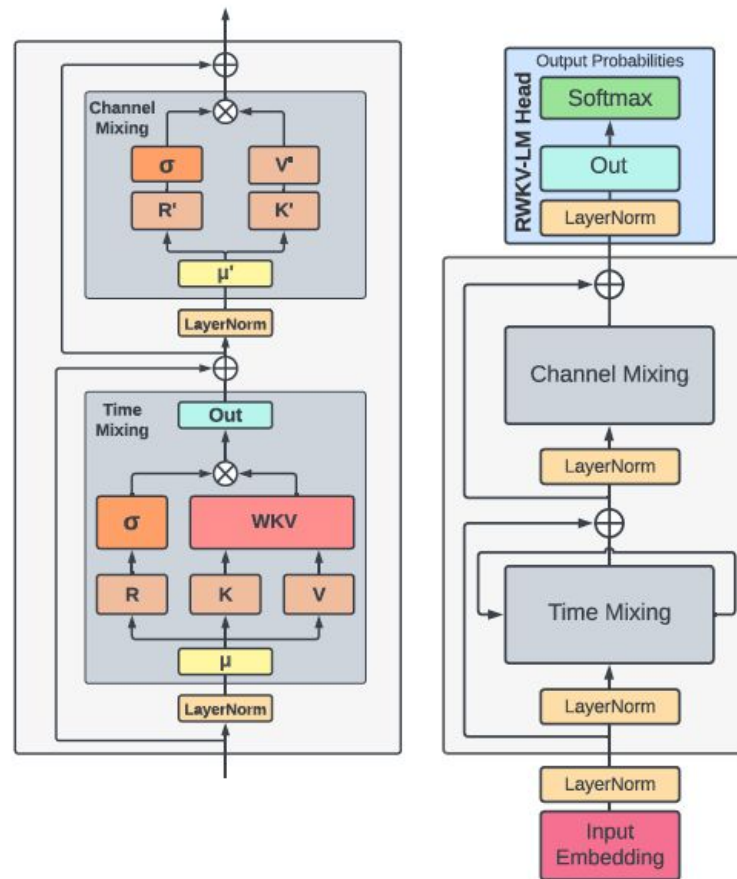 Channel
Mixing
σ
V'
R'
K'
μ'
LayerNorm
Time
Mixing
Out
σ
WKV
R
K
V
μ
LayerNorm
Output Probabilities
RWKV-LM Head
Softmax
Out
LayerNorm
Channel Mixing
LayerNorm
Time Mixing
LayerNorm
LayerNorm
Input
Embedding